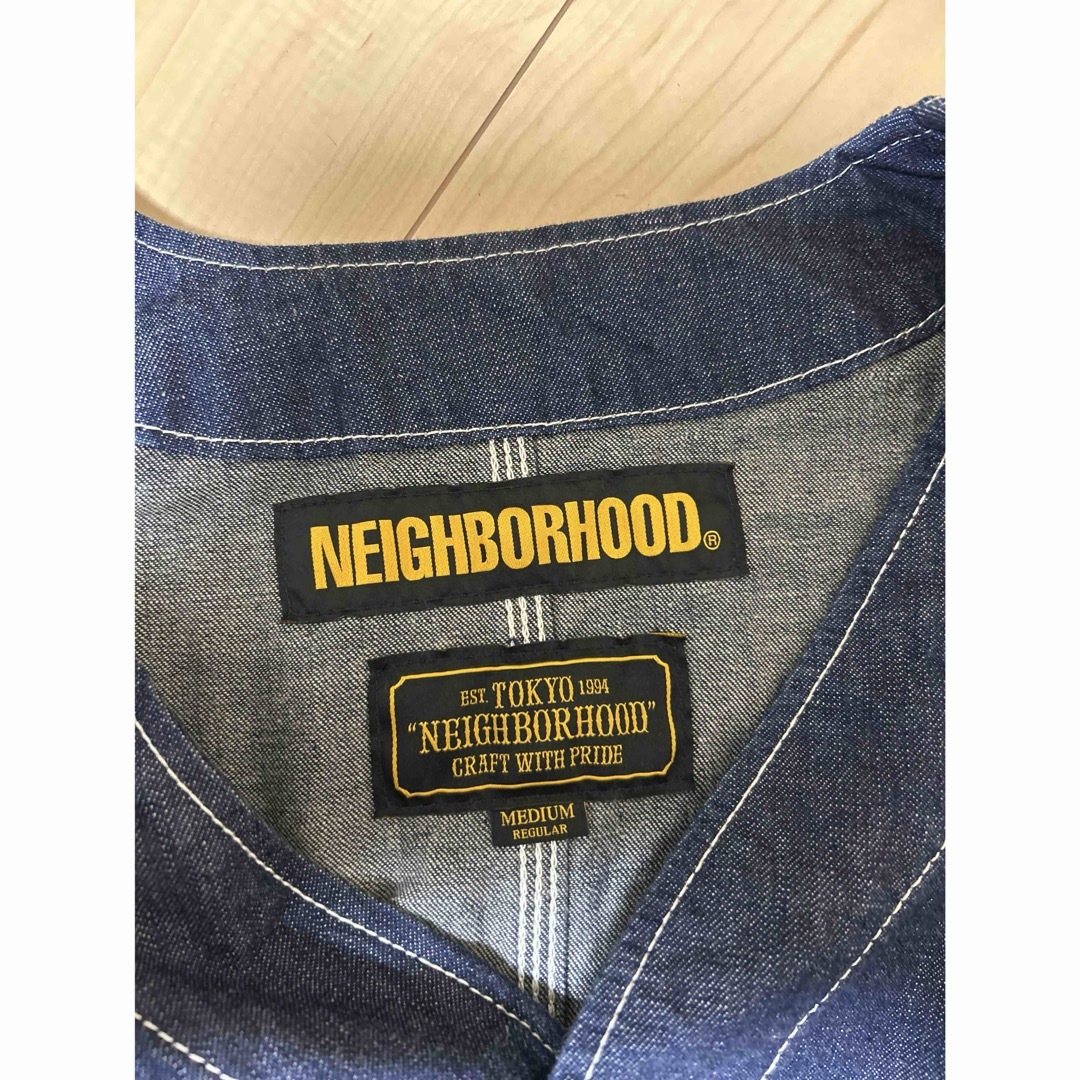 NEIGHBORHOOD®
EST. TOKYO 1994
"NEIGHBORHOOD"
CRAFT WITH PRIDE
MEDIUM
REGULAR